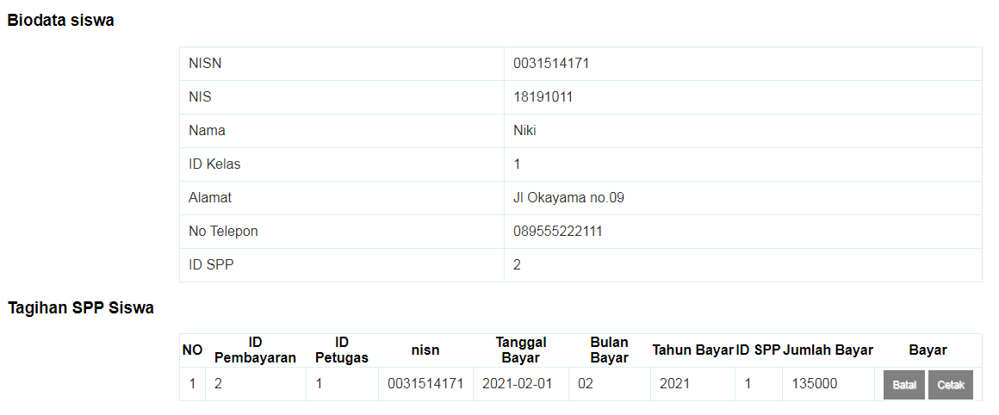 Biodata siswa
NISN 0031514171
NIS 18191011
Nama Niki
ID Kelas 1
Alamat Jl Okayama no.09
No Telepon 089555222111
ID SPP 2
Tagihan SPP Siswa
NO ID Pembayaran ID Petugas nisn Tanggal Bayar Bulan Bayar Tahun Bayar ID SPP Jumlah Bayar Bayar
1 2 1 0031514171 2021-02-01 02 2021 1 135000 Batal Cetak